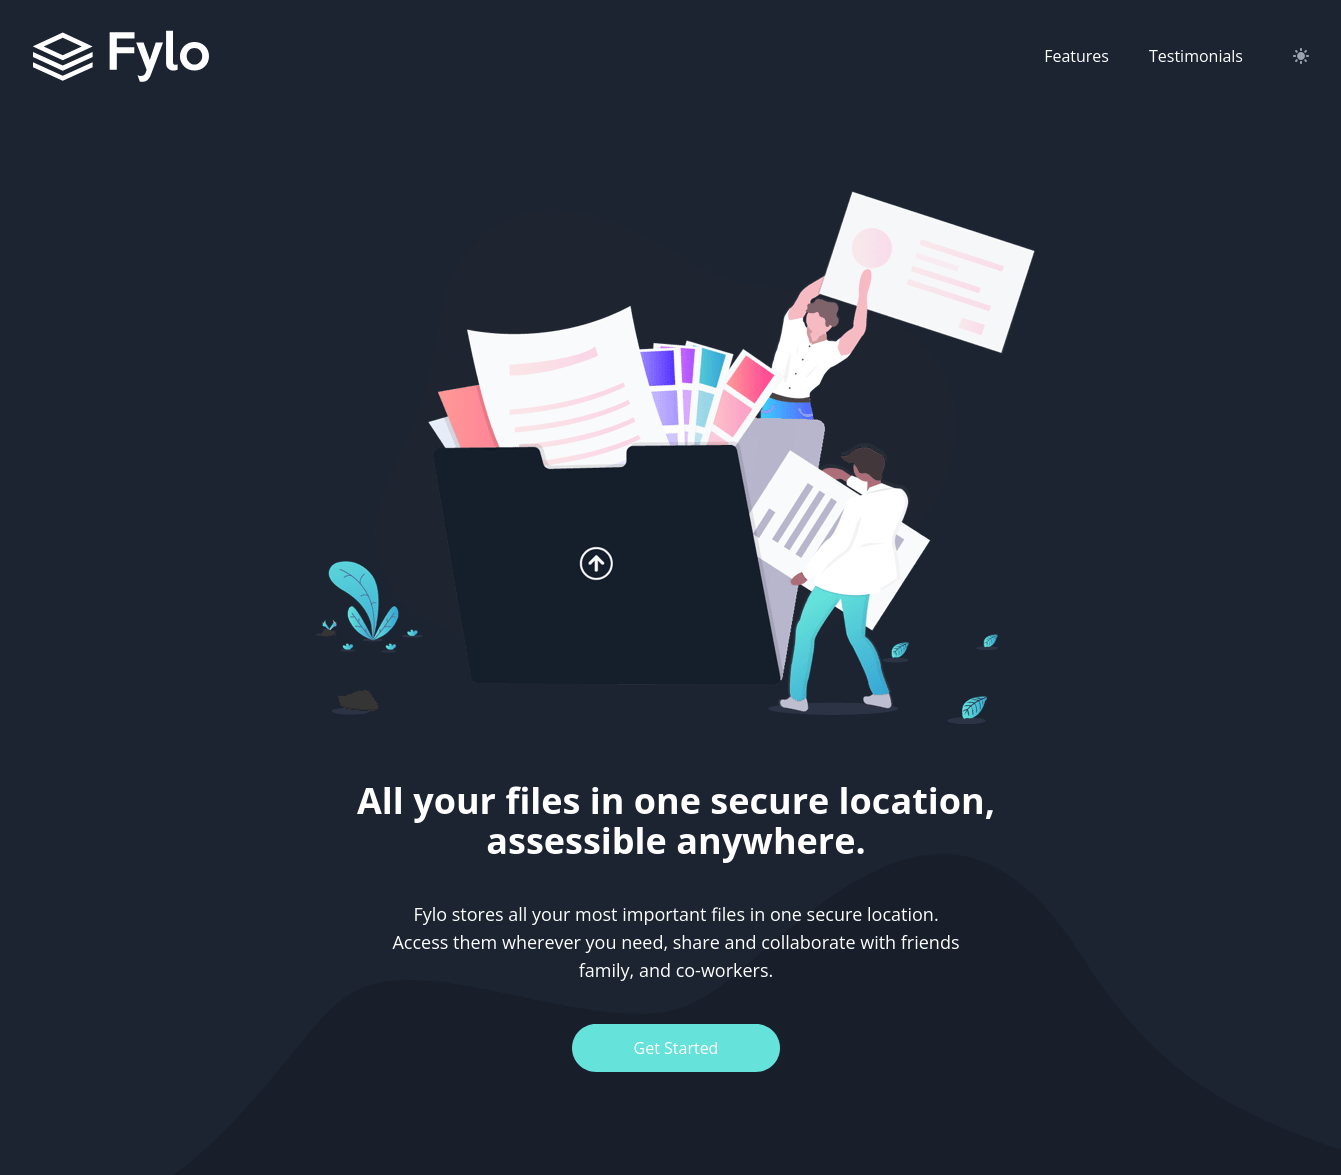 Fylo
Features
Testimonials
All your files in one secure location,
assessible anywhere.
Fylo stores all your most important files in one secure location.
Access them wherever you need, share and collaborate with friends
family, and co-workers.
Get Started